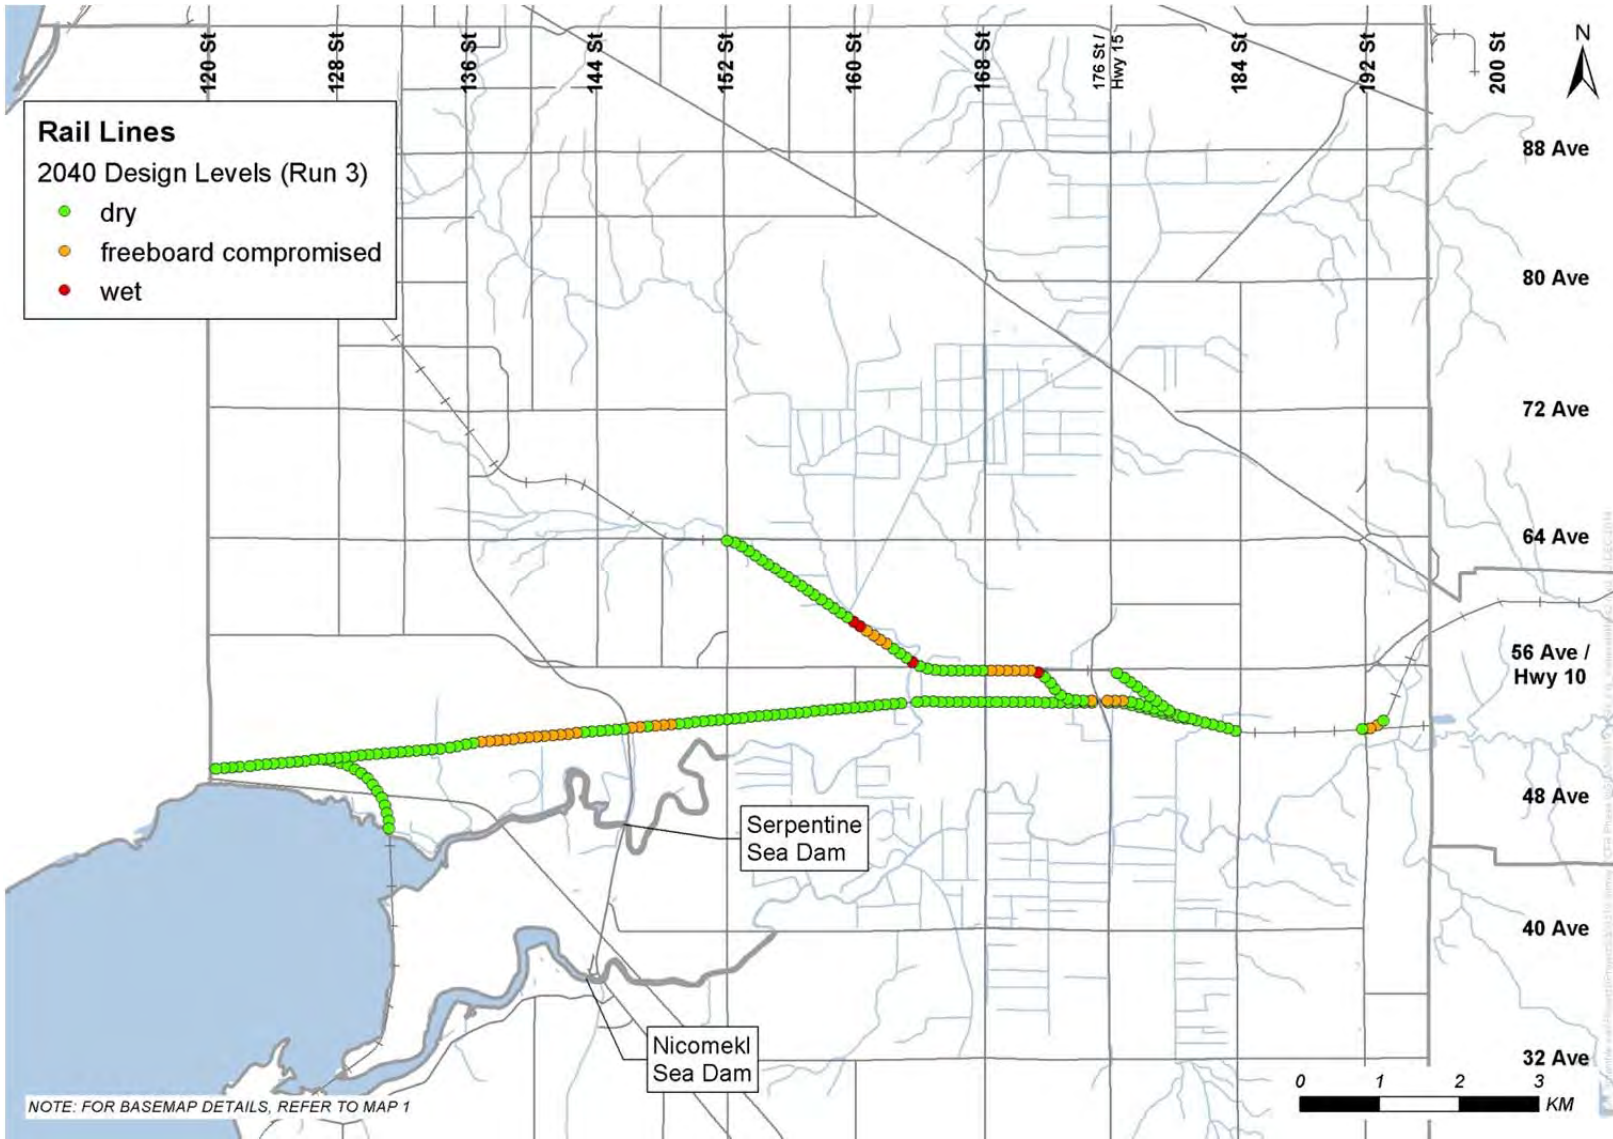 120 St
128 St
136 St
144 St
152 St
160 St
168 St
176 St /
Hwy 15
184 St
192 St
200 St
N
Rail Lines
2040 Design Levels (Run 3)
dry
freeboard compromised
wet
88 Ave
80 Ave
72 Ave
64 Ave
56 Ave /
Hwy 10
48 Ave
40 Ave
32 Ave
Serpentine
Sea Dam
Nicomekl
Sea Dam
NOTE: FOR BASEMAP DETAILS, REFER TO MAP 1
0 1 2 3
KM